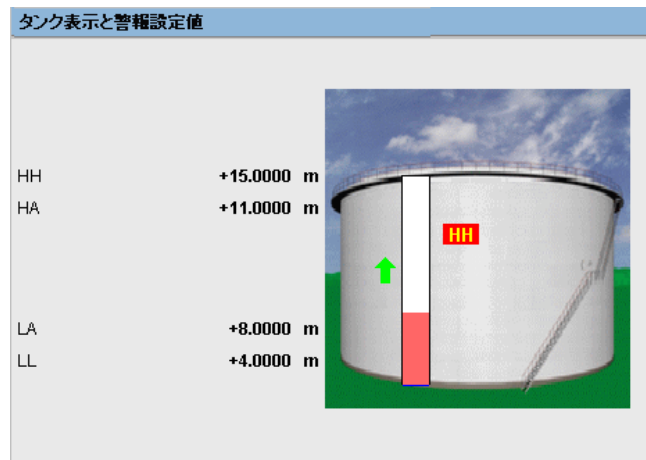 タンク表示と警報設定値
HH +15.0000 m
HA +11.0000 m
HH
LA +8.0000 m
LL +4.0000 m